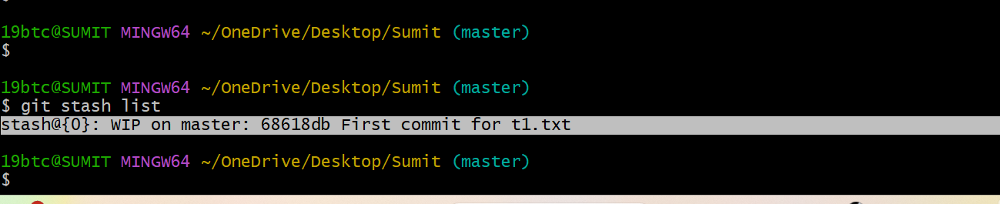 19btc@SUMIT MINGW64 ~/OneDrive/Desktop/Sumit (master)
$
19btc@SUMIT MINGW64 ~/OneDrive/Desktop/Sumit (master)
$ git stash list
stash@{0}: WIP on master: 68618db First commit for t1.txt
19btc@SUMIT MINGW64 ~/OneDrive/Desktop/Sumit (master)
$